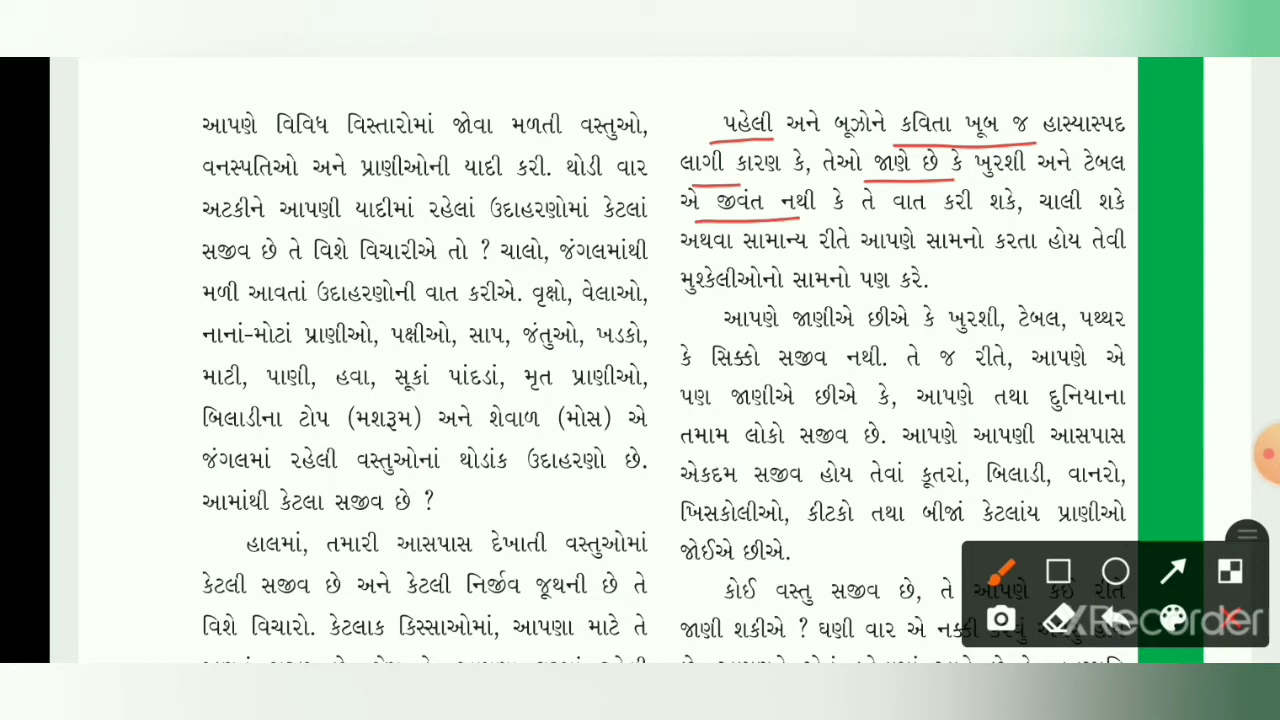 આપણે વિવિધ વિસ્તારોમાં જોવા મળતી વસ્તુઓ,
વનસ્પતિઓ અને પ્રાણીઓની યાદી કરી. થોડી વાર
અટકીને આપણી યાદીમાં રહેલાં ઉદાહરણોમાં કેટલાં
સજીવ છે તે વિશે વિચારીએ તો ? ચાલો, જંગલમાંથી
મળી આવતાં ઉદાહરણોની વાત કરીએ. વૃક્ષો, વેલાઓ,
નાનાં-મોટાં પ્રાણીઓ, પક્ષીઓ, સાપ, જંતુઓ, ખડકો,
માટી, પાણી, હવા, સૂકાં પાંદડાં, મૃત પ્રાણીઓ,
બિલાડીના ટોપ (મશરૂમ) અને શેવાળ (મોસ) એ
જંગલમાં રહેલી વસ્તુઓનાં થોડાંક ઉદાહરણો છે.
આમાંથી કેટલા સજીવ છે ?
હાલમાં, તમારી આસપાસ દેખાતી વસ્તુઓમાં
કેટલી સજીવ છે અને કેટલી નિર્જીવ જૂથની છે તે
વિશે વિચારો. કેટલાક કિસ્સાઓમાં, આપણા માટે તે
પહેલી અને બૂઝોને કવિતા ખૂબ જ હાસ્યાસ્પદ
લાગી કારણ કે, તેઓ જાણે છે કે ખુરશી અને ટેબલ
એ જીવંત નથી કે તે વાત કરી શકે, ચાલી શકે
અથવા સામાન્ય રીતે આપણે સામનો કરતા હોય તેવી
મુશ્કેલીઓનો સામનો પણ કરે.
આપણે જાણીએ છીએ કે ખુરશી, ટેબલ, પથ્થર
કે સિક્કો સજીવ નથી. તે જ રીતે, આપણે એ
પણ જાણીએ છીએ કે, આપણે તથા દુનિયાના
તમામ લોકો સજીવ છે. આપણે આપણી આસપાસ
એકદમ સજીવ હોય તેવાં કૂતરાં, બિલાડી, વાનરો,
ખિસકોલીઓ, કીટકો તથા બીજાં કેટલાંય પ્રાણીઓ
જોઈએ છીએ.
કોઈ વસ્તુ સજીવ છે, તે આપણે કઈ રીતે
જાણી શકીએ ? ઘણી વાર એ નક્કી કરવું
XRecorder